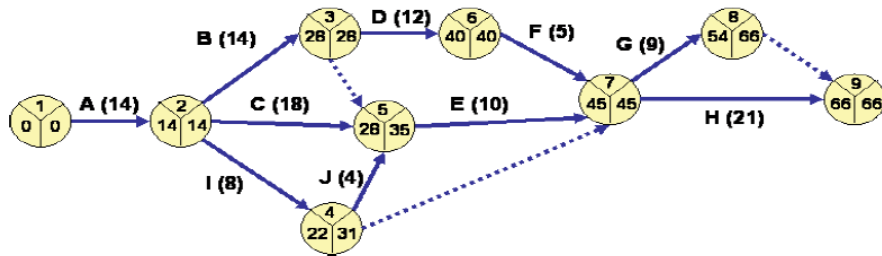 1
0 0
A (14)
2
14 14
B (14)
3
28 28
D (12)
6
40 40
F (5)
C (18)
5
28 35
E (10)
I (8)
J (4)
4
22 31
7
45 45
G (9)
8
54 66
H (21)
9
66 66